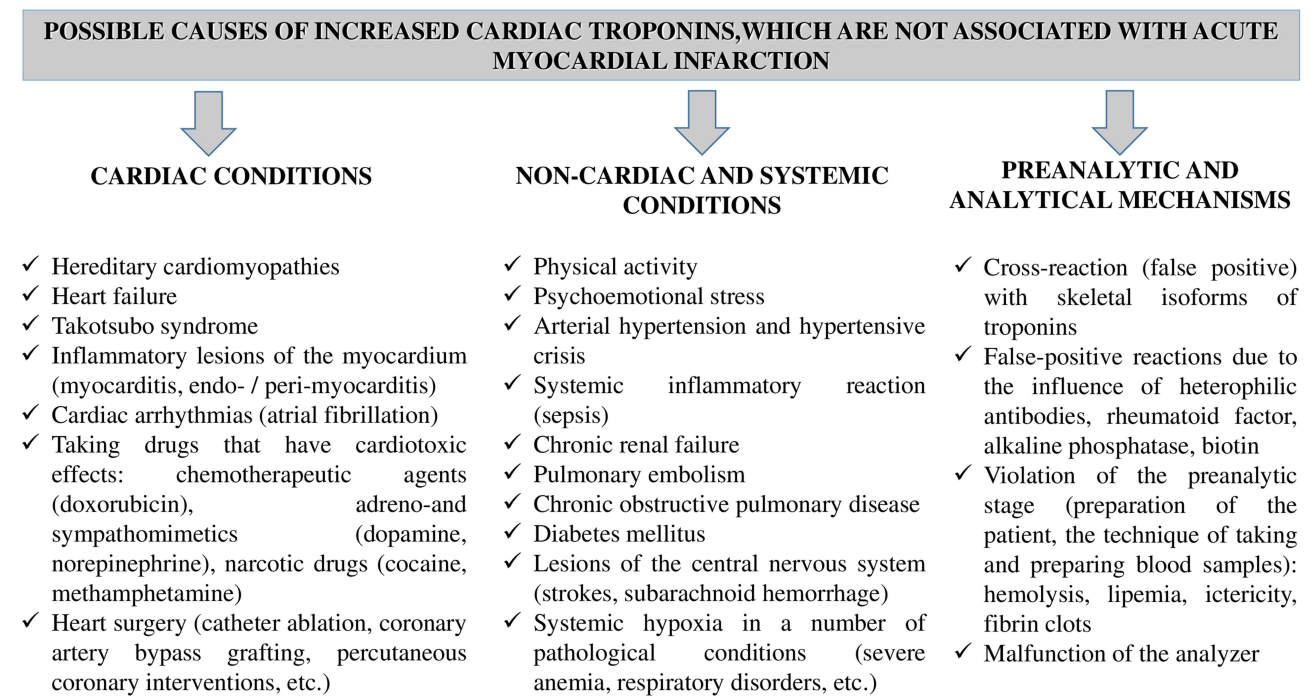 POSSIBLE CAUSES OF INCREASED CARDIAC TROPONINS,WHICH ARE NOT ASSOCIATED WITH ACUTE
MYOCARDIAL INFARCTION
CARDIAC CONDITIONS
✓ Hereditary cardiomyopathies
✓ Heart failure
✓ Takotsubo syndrome
✓ Inflammatory lesions of the myocardium
(myocarditis, endo- / peri-myocarditis)
✓ Cardiac arrhythmias (atrial fibrillation)
✓ Taking drugs that have cardiotoxic
effects: chemotherapeutic agents
(doxorubicin), adreno-and
sympathomimetics (dopamine,
norepinephrine), narcotic drugs (cocaine,
methamphetamine)
✓ Heart surgery (catheter ablation, coronary
artery bypass grafting, percutaneous
coronary interventions, etc.)
NON-CARDIAC AND SYSTEMIC
CONDITIONS
✓ Physical activity
✓ Psychoemotional stress
✓ Arterial hypertension and hypertensive
crisis
✓ Systemic inflammatory reaction
(sepsis)
✓ Chronic renal failure
✓ Pulmonary embolism
✓ Chronic obstructive pulmonary disease
✓ Diabetes mellitus
✓ Lesions of the central nervous system
(strokes, subarachnoid hemorrhage)
✓ Systemic hypoxia in a number of
pathological conditions (severe
anemia, respiratory disorders, etc.)
PREANALYTIC AND
ANALYTICAL MECHANISMS
✓ Cross-reaction (false positive)
with skeletal isoforms of
troponins
✓ False-positive reactions due to
the influence of heterophilic
antibodies, rheumatoid factor,
alkaline phosphatase, biotin
✓ Violation of the preanalytic
stage (preparation of the
patient, the technique of taking
and preparing blood samples):
hemolysis, lipemia, ictericity,
fibrin clots
✓ Malfunction of the analyzer